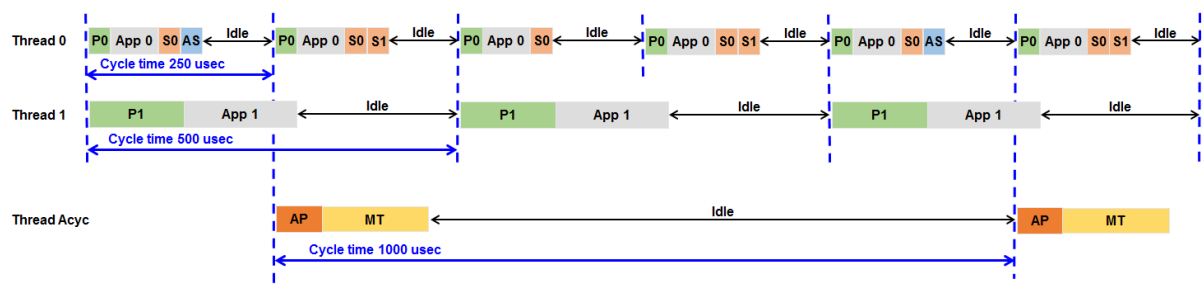 Thread 0 P0 App 0 S0 AS Idle P0 App 0 S0 S1 Idle P0 App 0 S0 Idle P0 App 0 S0 S1 Idle P0 App 0 S0 AS Idle P0 App 0 S0 S1 Idle
Cycle time 250 usec
Thread 1 P1 App 1 Idle P1 App 1 Idle P1 App 1 Idle
Cycle time 500 usec
Thread Acyc AP MT Idle AP MT
Cycle time 1000 usec